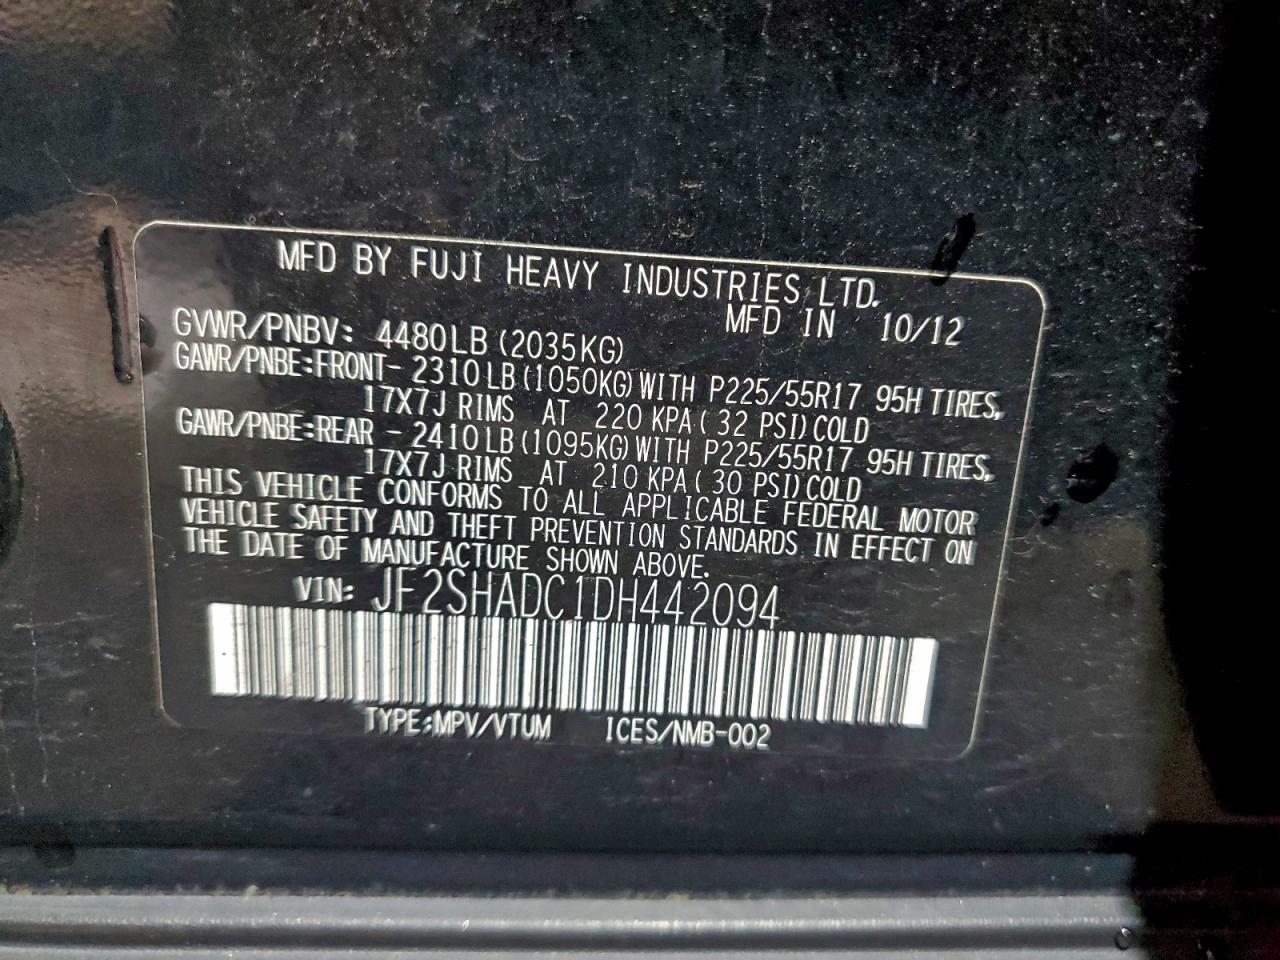 MFD BY FUJI HEAVY INDUSTRIES LTD.
MFD IN 10/12
GVWR/PNBV: 4480LB (2035KG)
GAWR/PNBE:FRONT- 2310 LB (1050KG) WITH P225/55R17 95H TIRES,
17X7J RIMS AT 220 KPA ( 32 PSI) COLD
GAWR/PNBE:REAR - 2410 LB (1095KG) WITH P225/55R17 95H TIRES,
17X7J RIMS AT 210 KPA ( 30 PSI) COLD
THIS VEHICLE CONFORMS TO ALL APPLICABLE FEDERAL MOTOR
VEHICLE SAFETY AND THEFT PREVENTION STANDARDS IN EFFECT ON
THE DATE OF MANUFACTURE SHOWN ABOVE.
VIN: JF2SHADC1DH442094
TYPE:MPV/VTUM ICES/NMB-002